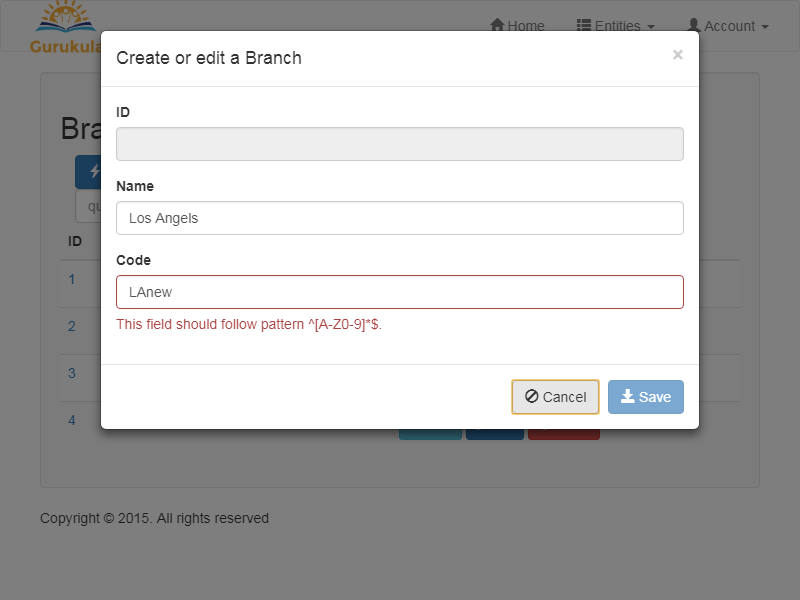 Home Entities Account
Gurukula
Create or edit a Branch ×
Bra
ID
Name
Los Angels
qu
Code
ID
LAnew
1
This field should follow pattern ^[A-Z0-9]*$.
2
3
Cancel Save
4
Copyright © 2015. All rights reserved